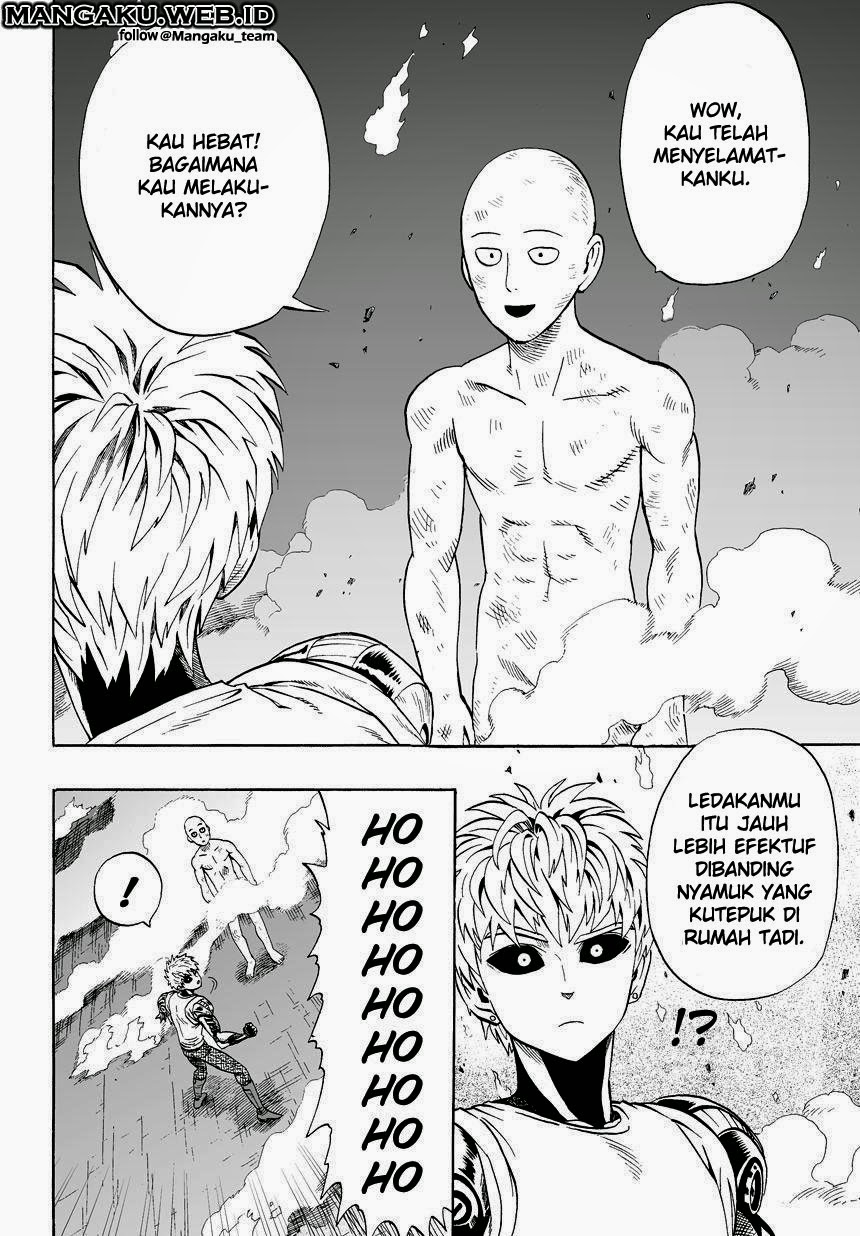 MANGAKU.WEB.ID
follow @Mangaku_team
WOW,
KAU TELAH
MENYELAMAT-
KANKU.
KAU HEBAT!
BAGAIMANA
KAU MELAKU-
KANNYA?
LEDAKANMU
ITU JAUH
LEBIH EFEKTUF
DIBANDING
NYAMUK YANG
KUTEPUK DI
RUMAH TADI.
!?
HO
HO
HO
HO
HO
HO
HO
HO
HO
!